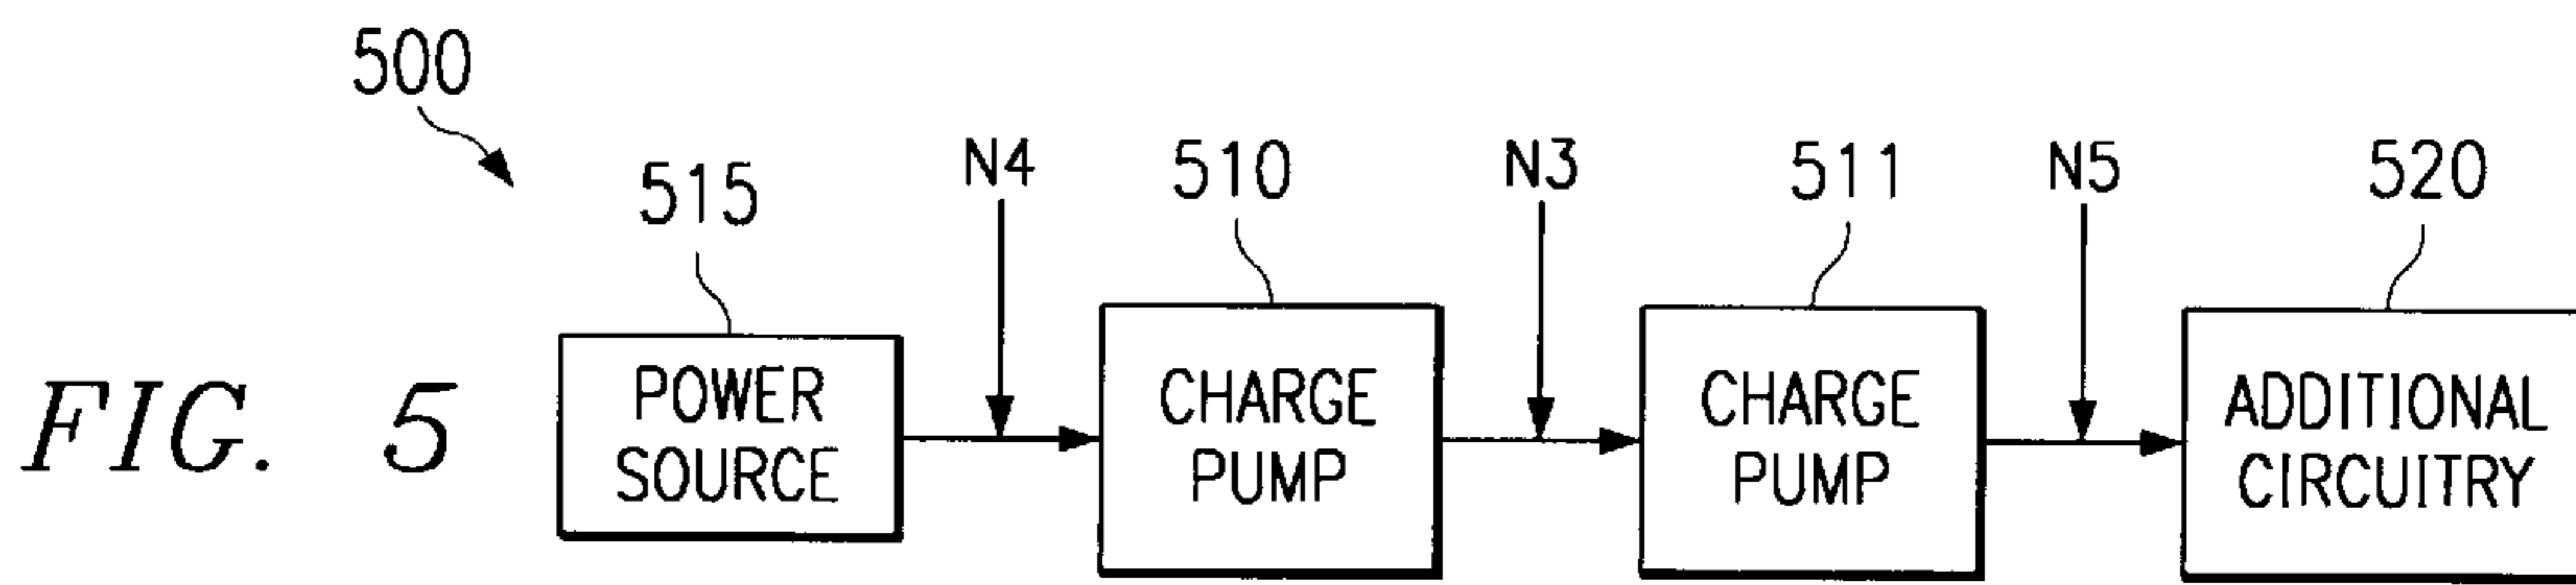 500
515
N4
510
N3
511
N5
520
POWER
SOURCE
CHARGE
PUMP
CHARGE
PUMP
ADDITIONAL
CIRCUITRY
FIG. 5